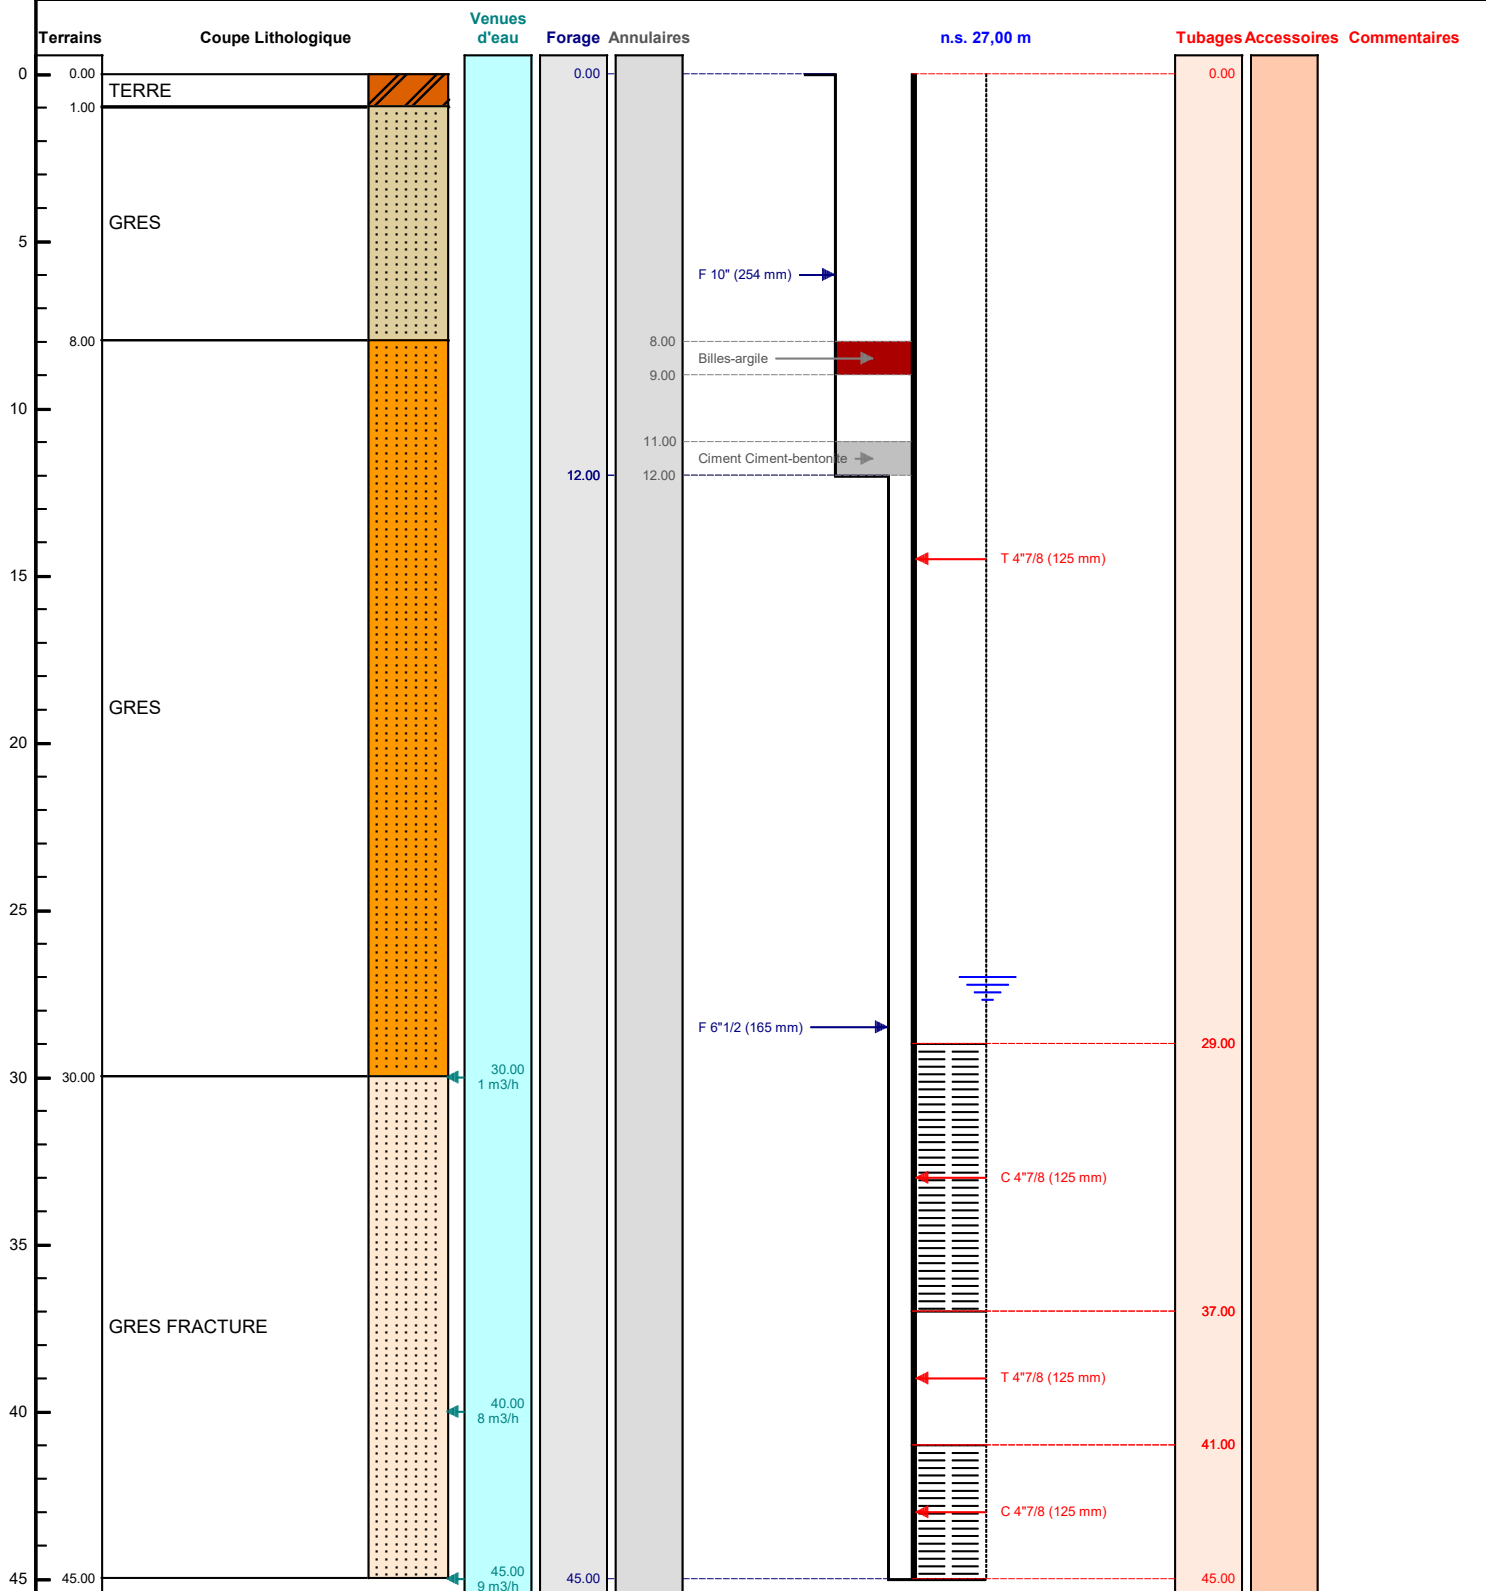 Venues
Terrains Coupe Lithologique d'eau Forage Annulaires n.s. 27,00 m Tubages Accessoires Commentaires
0 0.00 0.00 0.00
TERRE
1.00
GRES
5
F 10" (254 mm)
8.00 8.00
Billes-argile
9.00
10
11.00
Ciment Ciment-bentonite
12.00 12.00
T 4"7/8 (125 mm)
15
GRES
20
25
F 6"1/2 (165 mm)
29.00
30 30.00 30.00
1 m3/h
C 4"7/8 (125 mm)
35
37.00
GRES FRACTURE
T 4"7/8 (125 mm)
40 40.00
8 m3/h
41.00
C 4"7/8 (125 mm)
45 45.00 45.00 45.00 45.00
9 m3/h